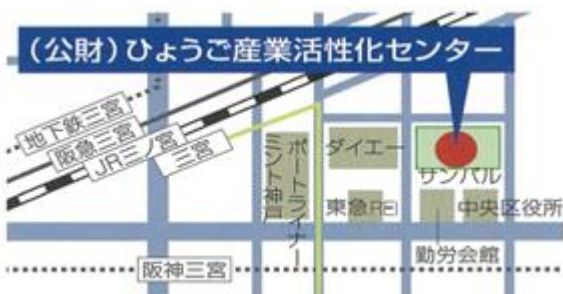 (公財)ひょうご産業活性化センター
地下鉄三宮
阪急三宮
JR三ノ宮
三宮
ミント神戸
ポートライナー
ダイエー
サンパル
東急REI
中央区役所
勤労会館
阪神三宮